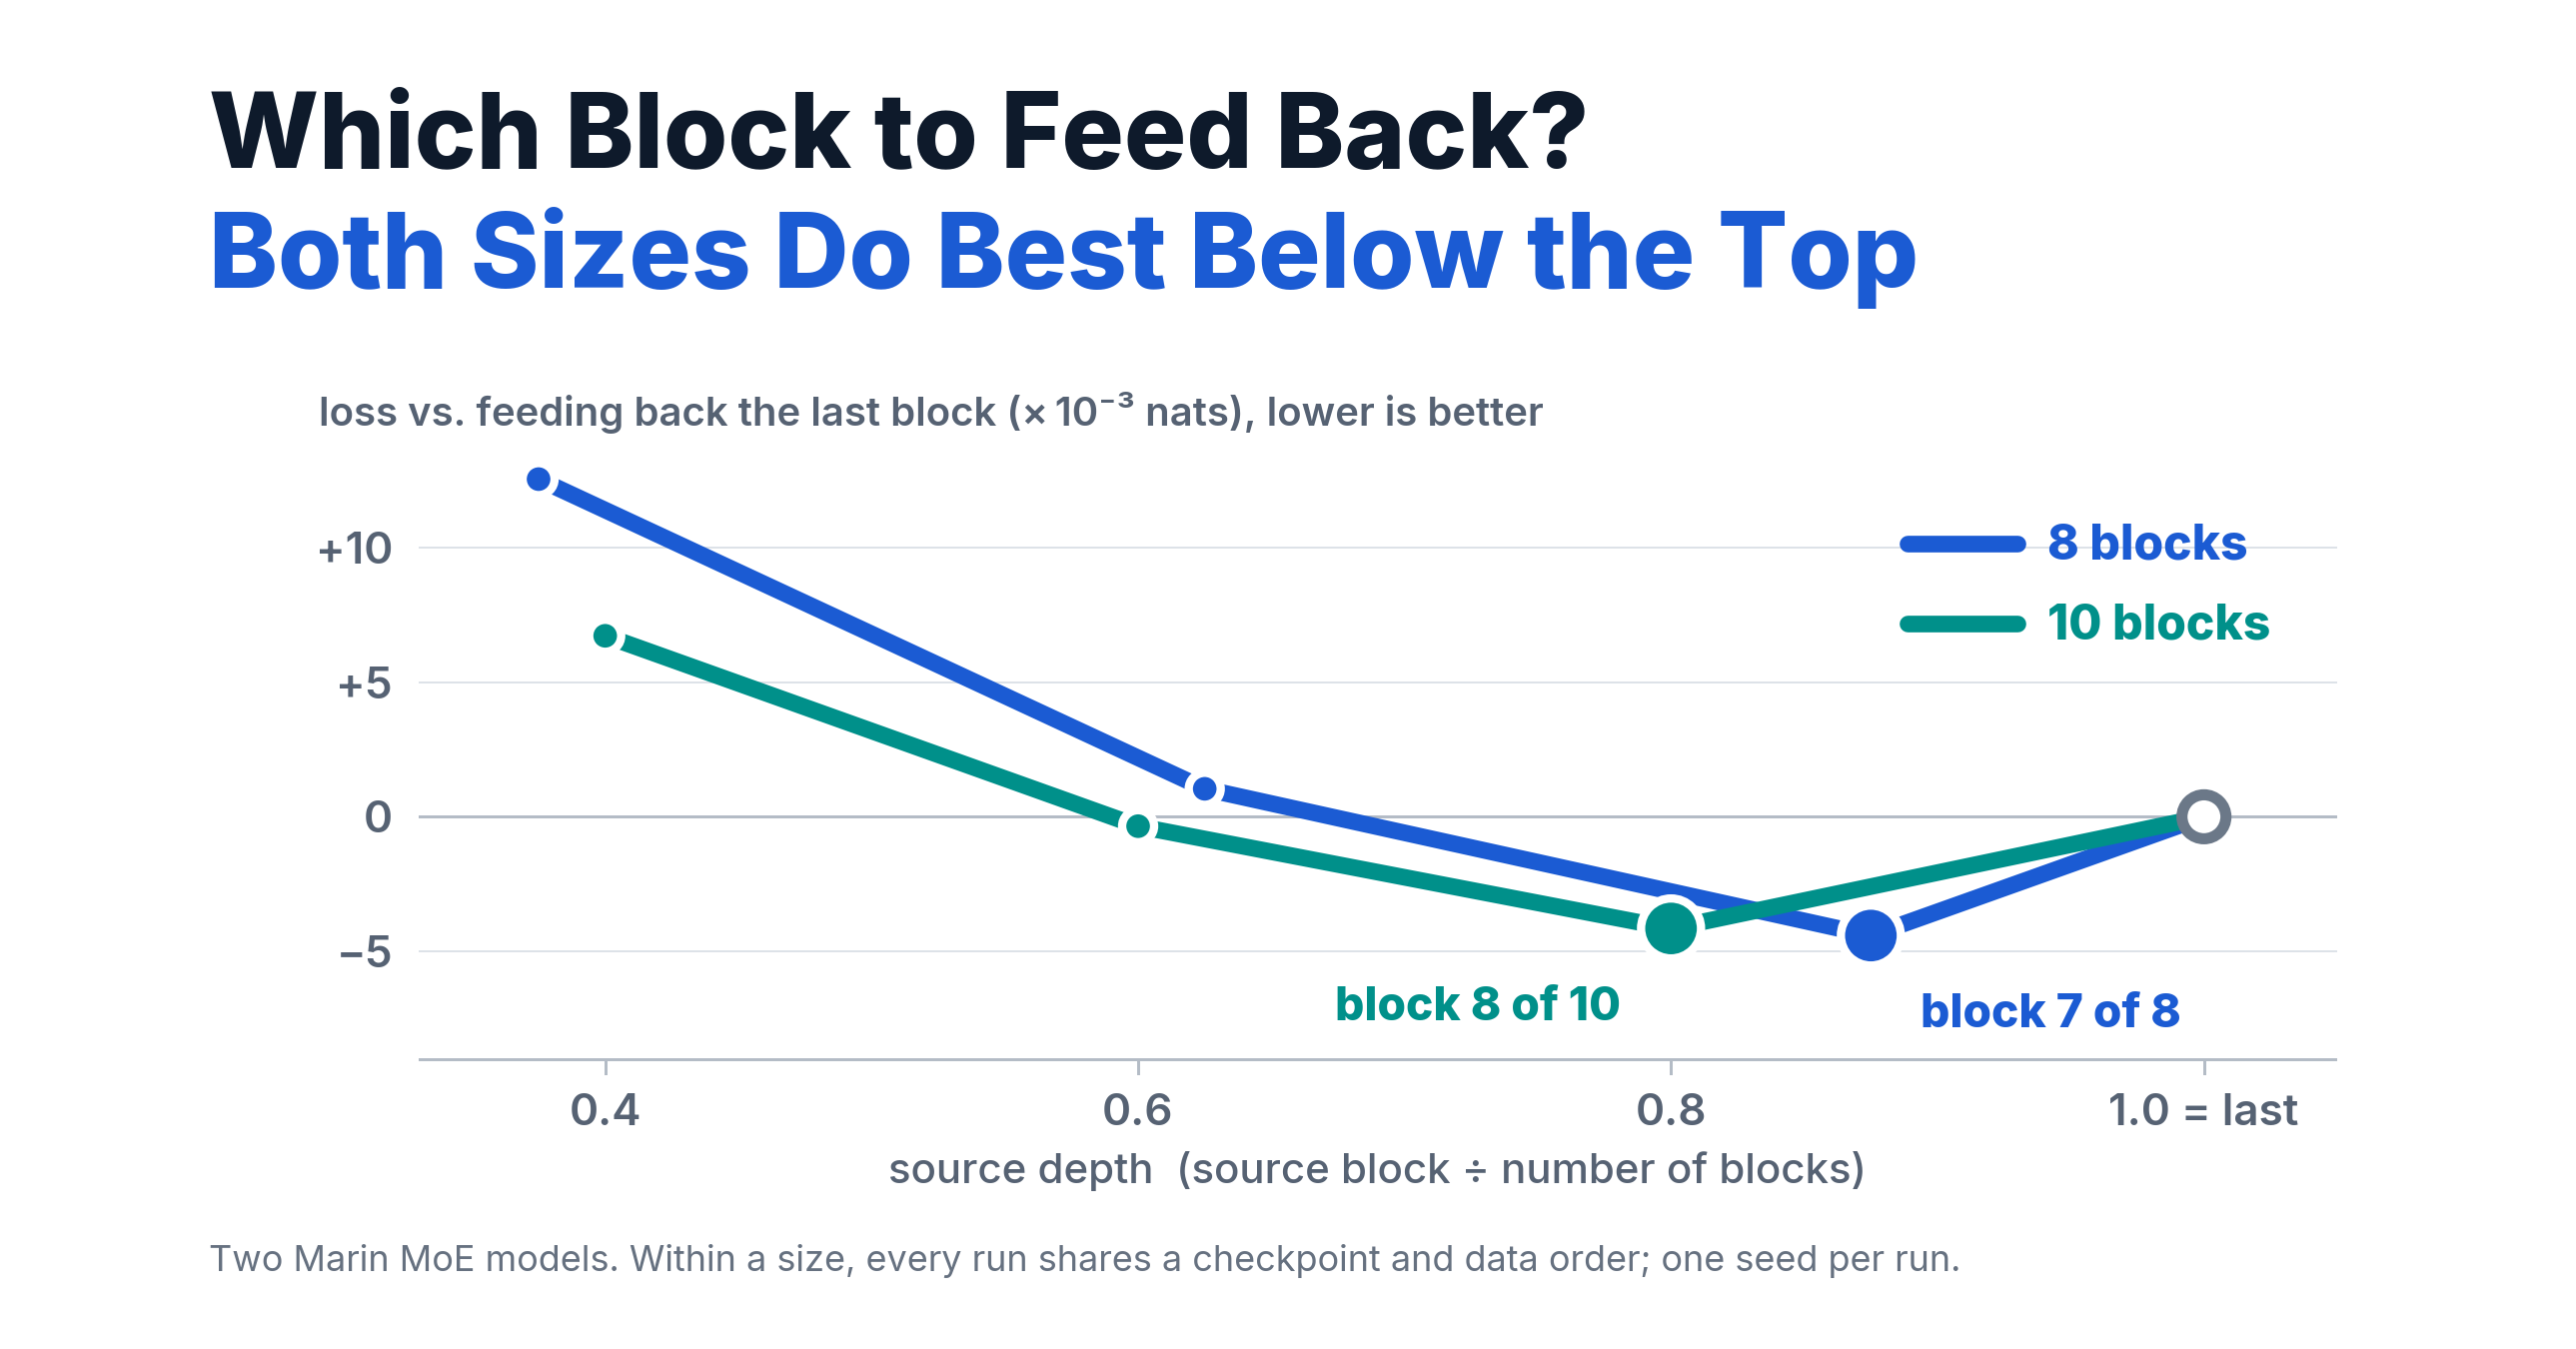 Which Block to Feed Back?
Both Sizes Do Best Below the Top
loss vs. feeding back the last block (× 10⁻³ nats), lower is better
+10
+5
0
−5
8 blocks
10 blocks
block 8 of 10
block 7 of 8
0.4 0.6 0.8 1.0 = last
source depth (source block ÷ number of blocks)
Two Marin MoE models. Within a size, every run shares a checkpoint and data order; one seed per run.